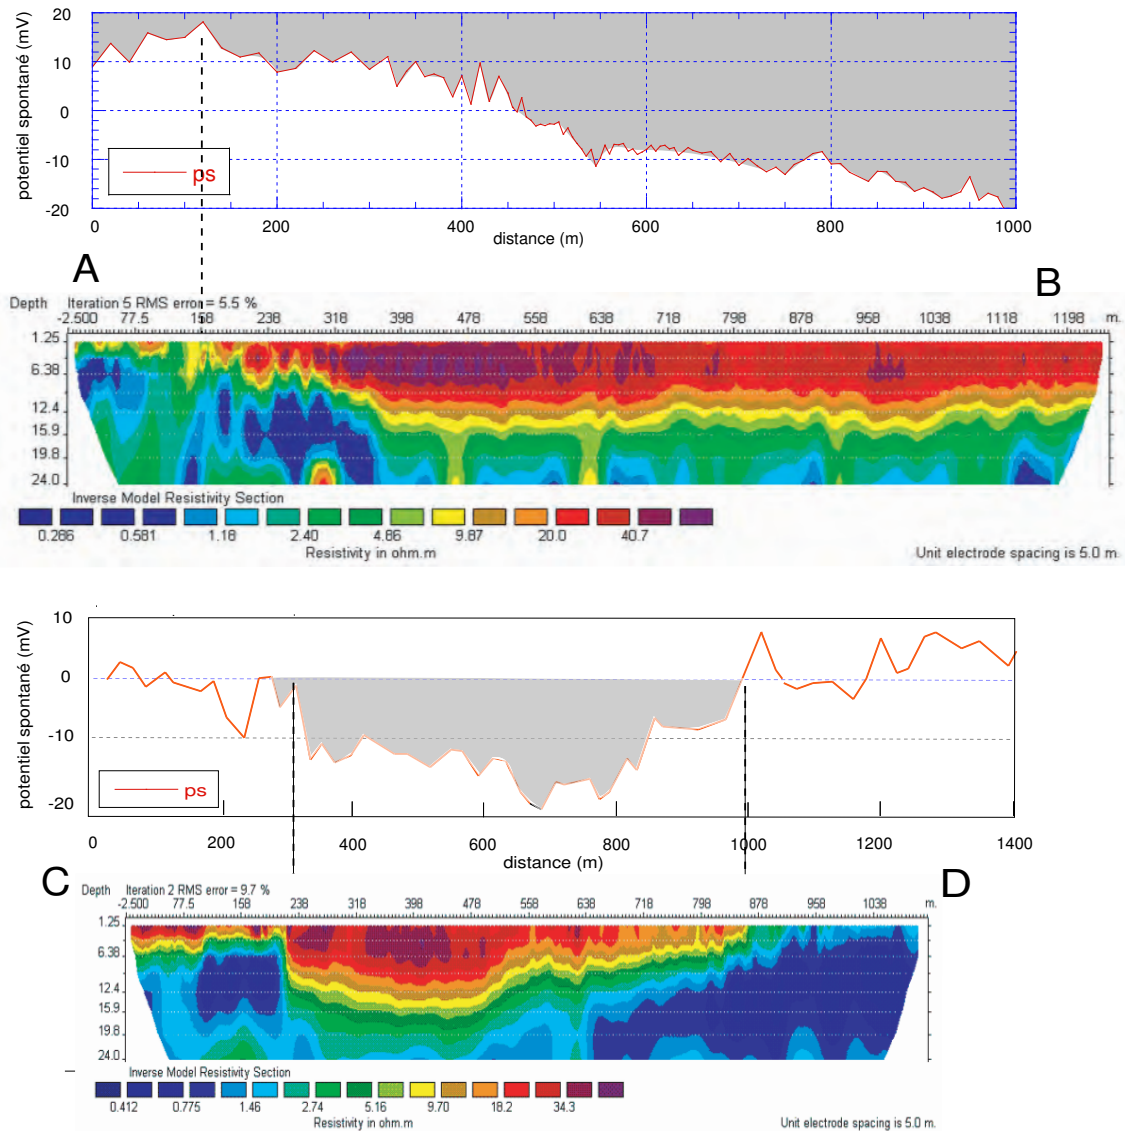 20
10
0
-10
-20
potentiel spontané (mV)
ps
0 200 400 600 800 1000
distance (m)
A
B
Depth Iteration 5 RMS error = 5.5 %
-2.500 77.5 158 238 318 398 478 558 638 718 798 878 958 1038 1118 1198 m.
1.25
6.38
12.4
15.9
19.8
24.0
Inverse Model Resistivity Section
0.266 0.581 1.16 2.40 4.66 9.67 20.0 40.7
Resistivity in ohm.m
Unit electrode spacing is 5.0 m.
10
0
-10
-20
potentiel spontané (mV)
ps
0 200 400 600 800 1000 1200 1400
distance (m)
C
D
Depth Iteration 2 RMS error = 9.7 %
-2.500 77.5 158 238 318 398 478 558 638 718 798 878 958 1038 m.
1.25
6.38
12.4
15.9
19.8
24.0
Inverse Model Resistivity Section
0.412 0.775 1.46 2.74 5.16 9.70 18.2 34.3
Resistivity in ohm.m
Unit electrode spacing is 5.0 m.